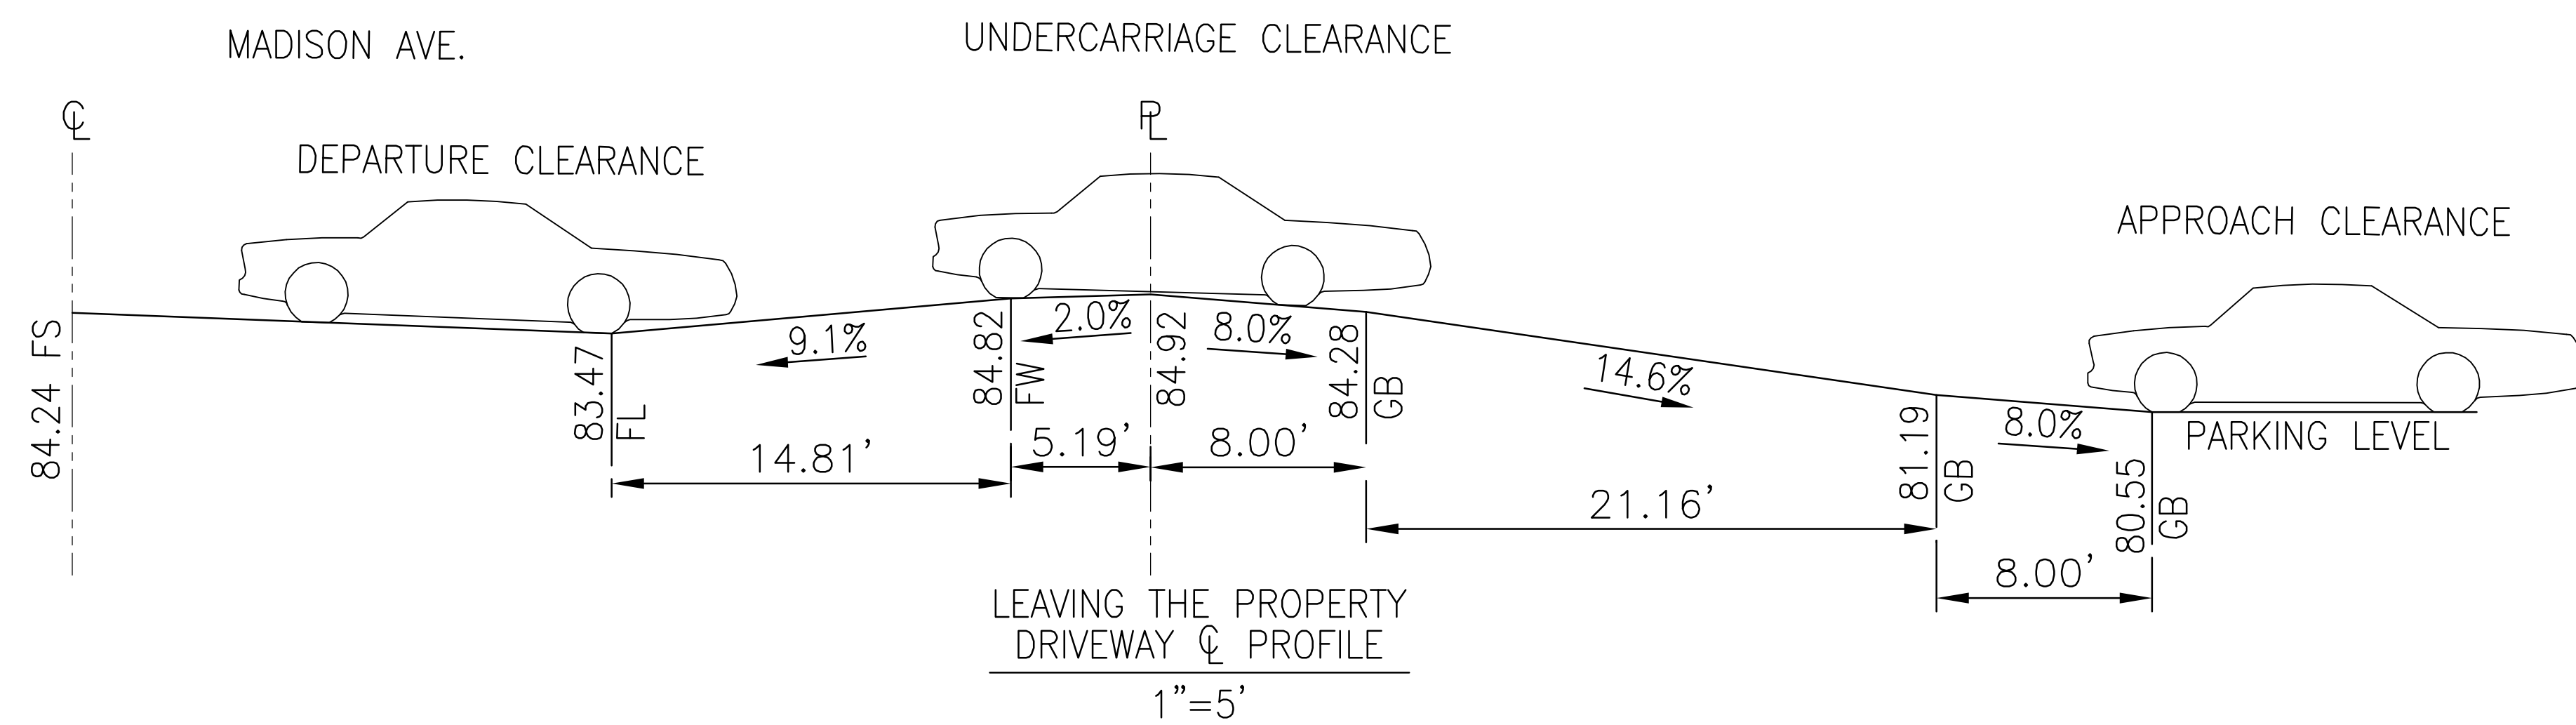 MADISON AVE.
UNDERCARRIAGE CLEARANCE
℄
DEPARTURE CLEARANCE
PL
APPROACH CLEARANCE
84.24 FS
83.47
FL
9.1%
84.82
FW
2.0%
84.92
8.0%
84.28
GB
14.6%
81.19
GB
8.0%
80.55
GB
PARKING LEVEL
14.81'
5.19'
8.00'
21.16'
8.00'
LEAVING THE PROPERTY
DRIVEWAY ℄ PROFILE
1"=5'